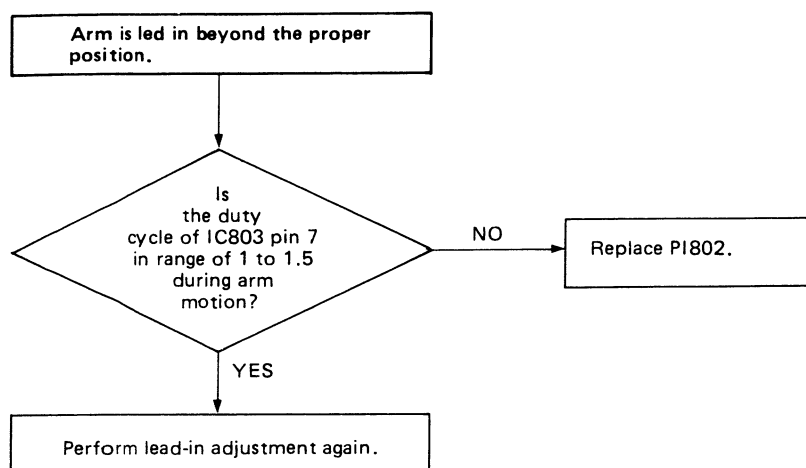 Arm is led in beyond the proper
position.
Is
the duty
cycle of IC803 pin 7
in range of 1 to 1.5
during arm
motion?
NO
Replace PI802.
YES
Perform lead-in adjustment again.